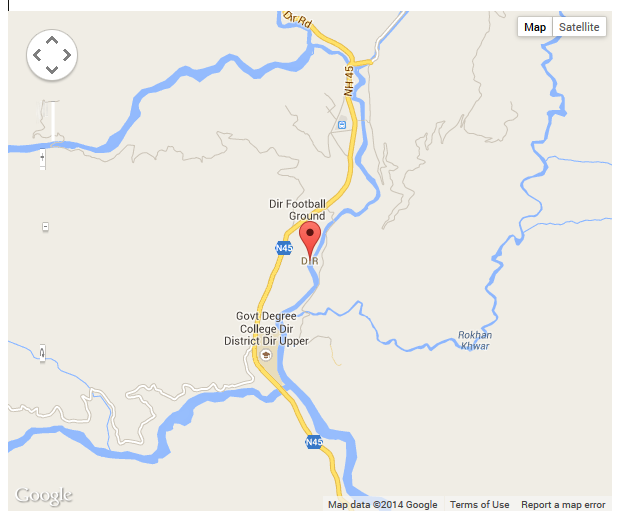 Dir Rd
Map
Satellite
NH 45
Dir Football
Ground
N45
DIR
Govt Degree
College Dir
District Dir Upper
Rokhan
Khwar
N45
Google
Map data ©2014 Google
Terms of Use
Report a map error